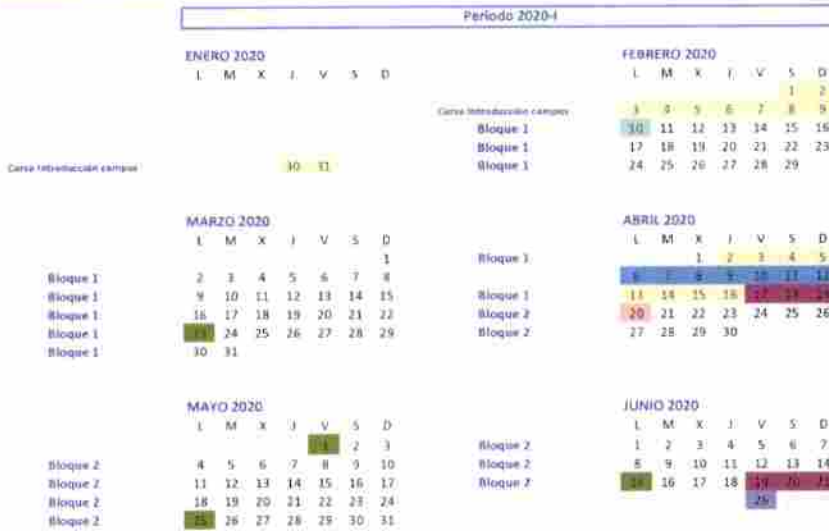 Período 2020-I
ENERO 2020
L M X J V S D
Curso Introducción campus 30 31
FEBRERO 2020
L M X J V S D
1 2
Curso Introducción campus 3 4 5 6 7 8 9
Bloque 1 10 11 12 13 14 15 16
Bloque 1 17 18 19 20 21 22 23
Bloque 1 24 25 26 27 28 29
MARZO 2020
L M X J V S D
1
Bloque 1 2 3 4 5 6 7 8
Bloque 1 9 10 11 12 13 14 15
Bloque 1 16 17 18 19 20 21 22
Bloque 1 23 24 25 26 27 28 29
Bloque 1 30 31
ABRIL 2020
L M X J V S D
Bloque 1 1 2 3 4 5
6 7 8 9 10 11 12
Bloque 1 13 14 15 16 17 18 19
Bloque 2 20 21 22 23 24 25 26
Bloque 2 27 28 29 30
MAYO 2020
L M X J V S D
1 2 3
Bloque 2 4 5 6 7 8 9 10
Bloque 2 11 12 13 14 15 16 17
Bloque 2 18 19 20 21 22 23 24
Bloque 2 25 26 27 28 29 30 31
JUNIO 2020
L M X J V S D
Bloque 2 1 2 3 4 5 6 7
Bloque 2 8 9 10 11 12 13 14
Bloque 2 15 16 17 18 19 20 21
26